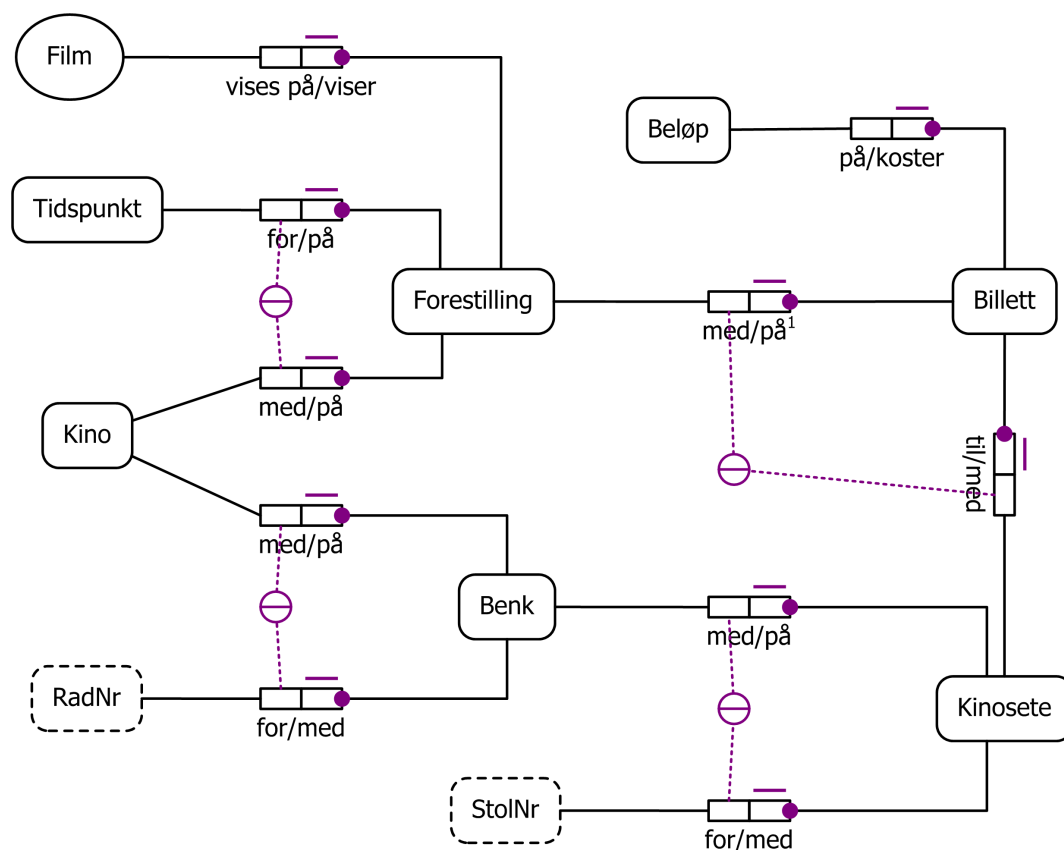 Film
vises på/viser
Beløp
på/koster
Tidspunkt
for/på
Forestilling
med/på¹
Billett
med/på
Kino
til/med
med/på
Benk
med/på
RadNr
for/med
Kinosete
StolNr
for/med